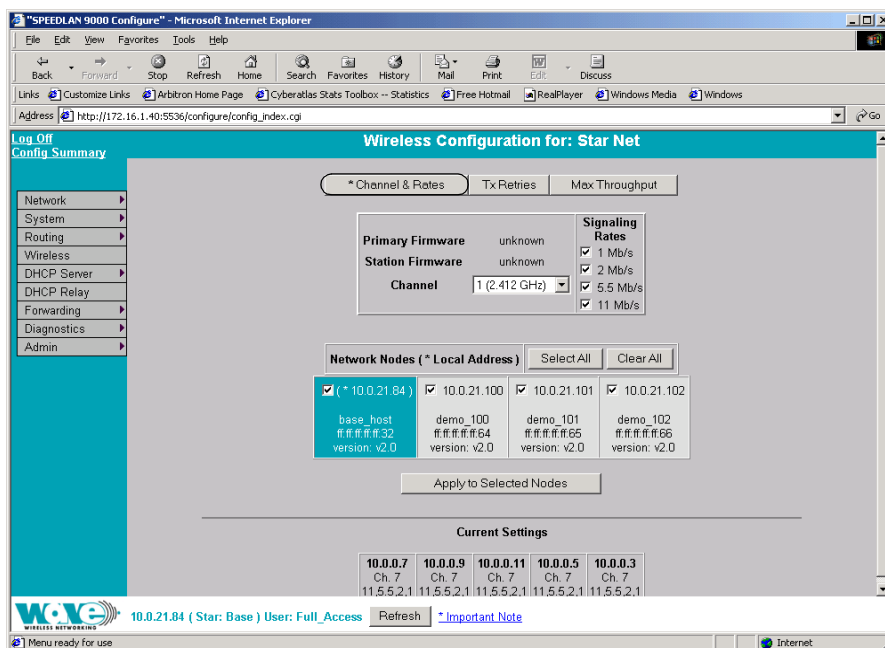 "SPEEDLAN 9000 Configure" - Microsoft Internet Explorer
File Edit View Favorites Tools Help
Back Forward Stop Refresh Home Search Favorites History Mail Print Edit Discuss
Links Customize Links Arbitron Home Page Cyberatlas Stats Toolbox -- Statistics Free Hotmail RealPlayer Windows Media Windows
Address http://172.16.1.40:5536/configure/config_index.cgi Go
Log Off
Config Summary
Wireless Configuration for: Star Net
Network
System
Routing
Wireless
DHCP Server
DHCP Relay
Forwarding
Diagnostics
Admin
* Channel & Rates Tx Retries Max Throughput
Primary Firmware unknown
Station Firmware unknown
Channel 1 (2.412 GHz)
Signaling
Rates
1 Mb/s
2 Mb/s
5.5 Mb/s
11 Mb/s
Network Nodes ( * Local Address ) Select All Clear All
( * 10.0.21.84 ) 10.0.21.100 10.0.21.101 10.0.21.102
base_host demo_100 demo_101 demo_102
ff.ff.ff.ff.ff.32 ff.ff.ff.ff.ff.64 ff.ff.ff.ff.ff.65 ff.ff.ff.ff.ff.66
version: v2.0 version: v2.0 version: v2.0 version: v2.0
Apply to Selected Nodes
Current Settings
10.0.0.7 10.0.0.9 10.0.0.11 10.0.0.5 10.0.0.3
Ch. 7 Ch. 7 Ch. 7 Ch. 7 Ch. 7
11,5.5,2,1 11,5.5,2,1 11,5.5,2,1 11,5.5,2,1 11,5.5,2,1
WAVE
WIRELESS NETWORKING
10.0.21.84 ( Star: Base ) User: Full_Access Refresh * Important Note
Menu ready for use Internet